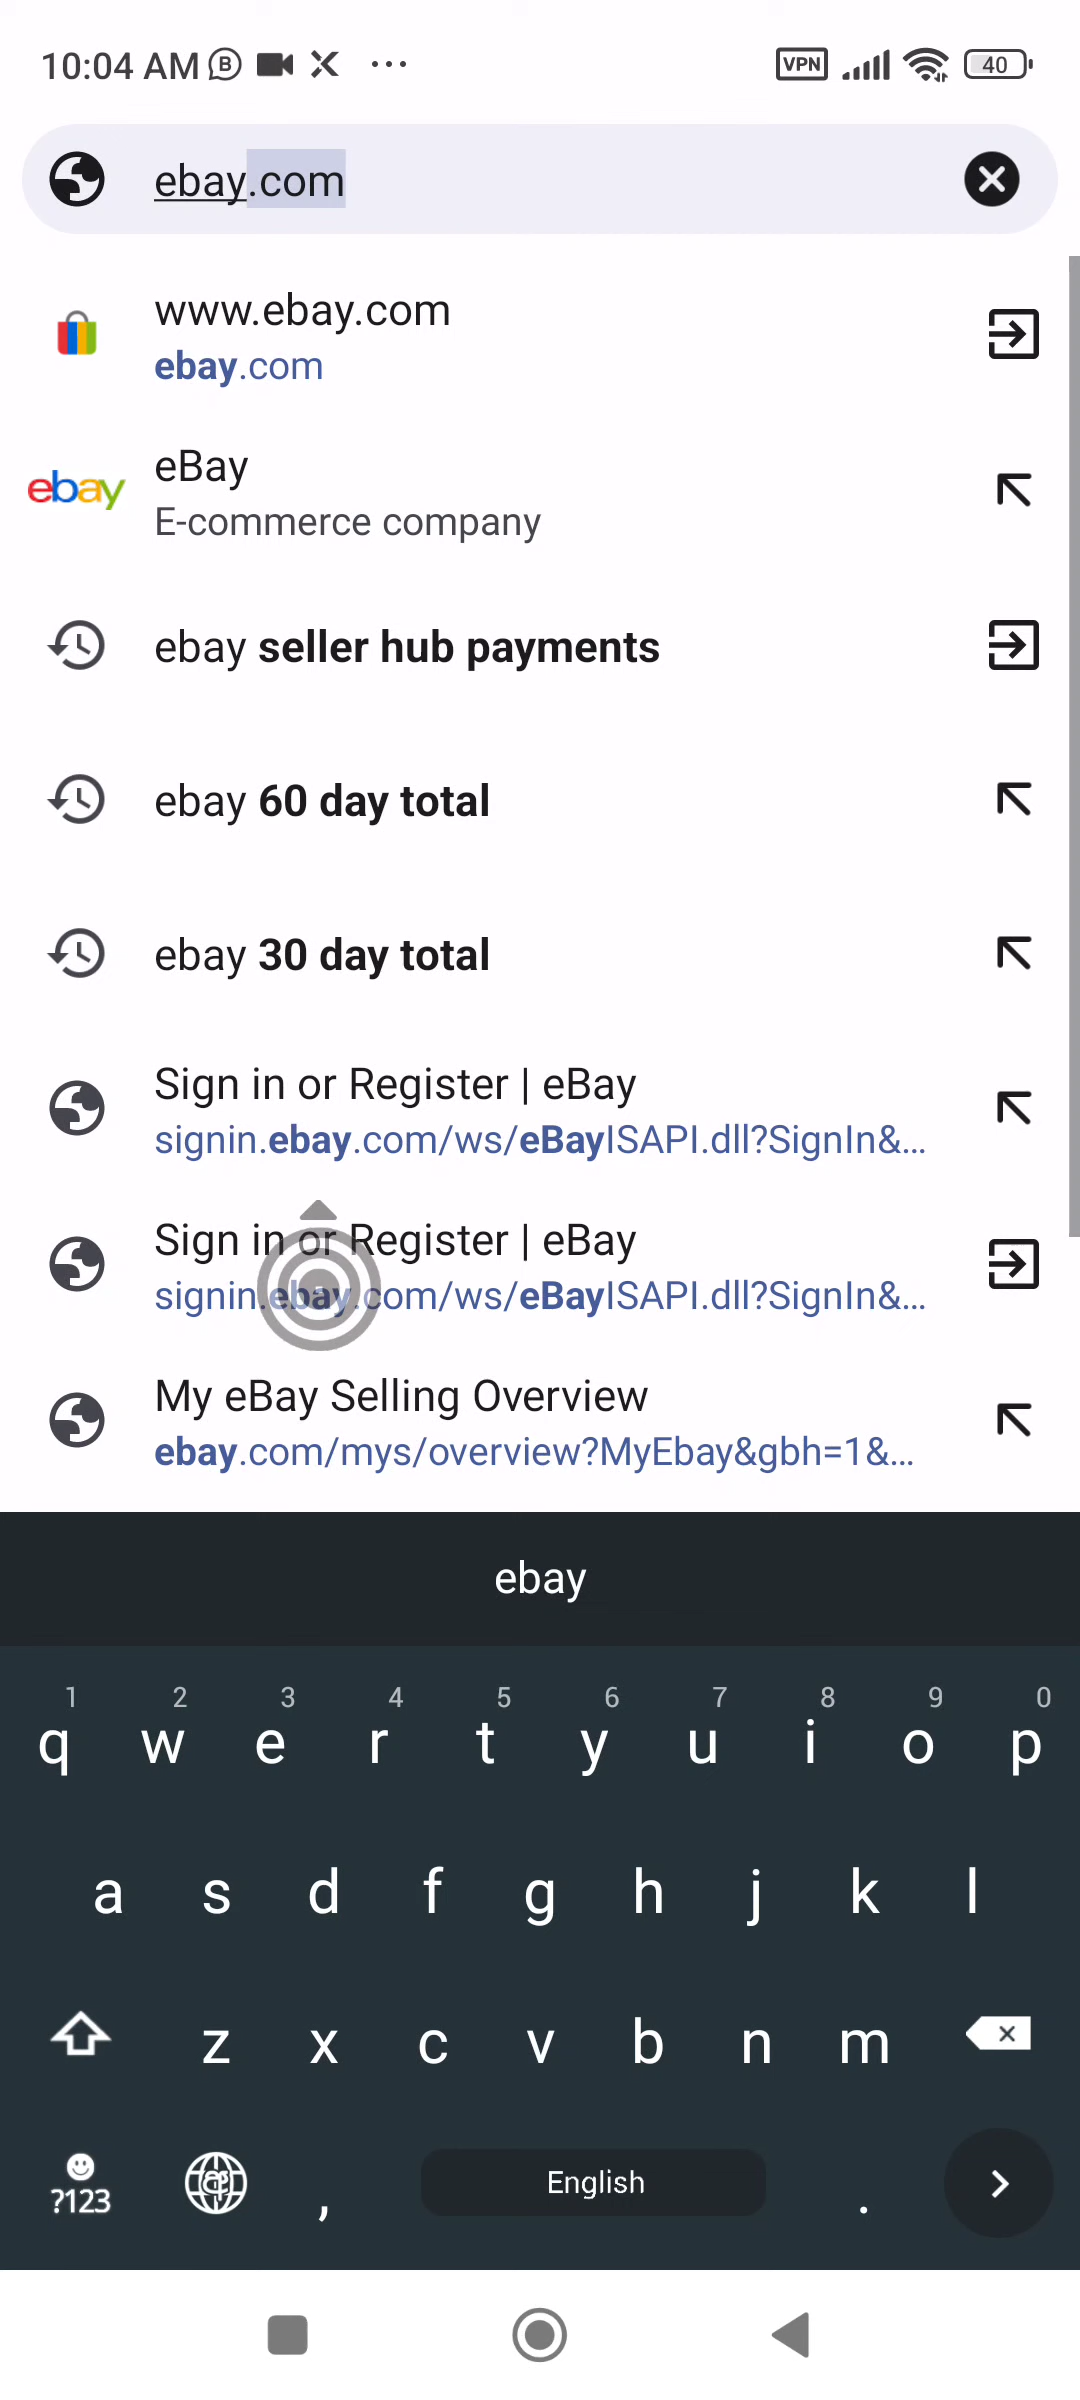 10:04 AM
VPN
40
ebay.com
www.ebay.com
ebay.com
ebay
eBay
E-commerce company
ebay seller hub payments
ebay 60 day total
ebay 30 day total
Sign in or Register | eBay
signin.ebay.com/ws/eBayISAPI.dll?SignIn&...
Sign in or Register | eBay
signin.ebay.com/ws/eBayISAPI.dll?SignIn&...
My eBay Selling Overview
ebay.com/mys/overview?MyEbay&gbh=1&...
ebay
1 2 3 4 5 6 7 8 9 0
q w e r t y u i o p
a s d f g h j k l
z x c v b n m
?123 , English .